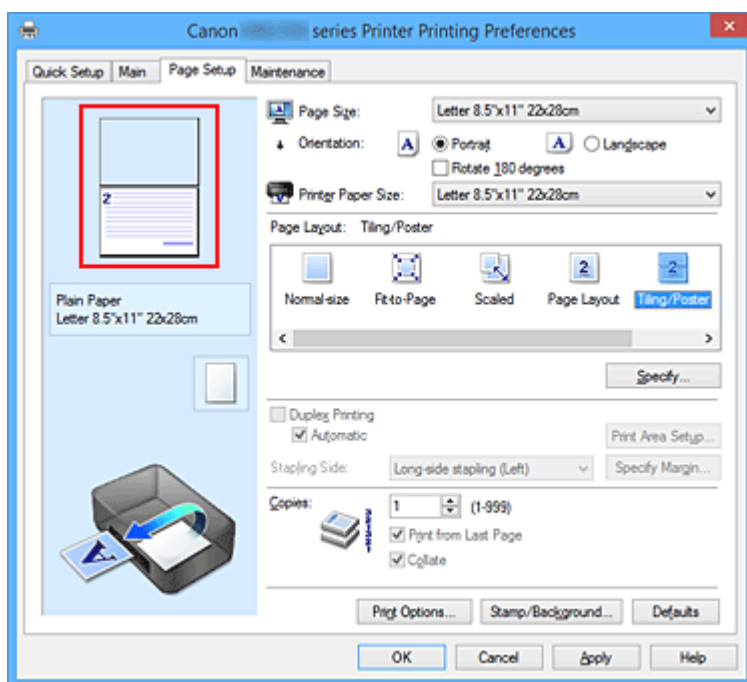 Canon series Printer Printing Preferences
Quick Setup Main Page Setup Maintenance
2
Plain Paper
Letter 8.5"x11" 22x28cm
Page Size: Letter 8.5"x11" 22x28cm
Orientation: A Portrait A Landscape
Rotate 180 degrees
Printer Paper Size: Letter 8.5"x11" 22x28cm
Page Layout: Tiling/Poster
2 2
Normal-size Fit-to-Page Scaled Page Layout Tiling/Poster
Specify...
Duplex Printing
Automatic
Print Area Setup...
Stapling Side: Long-side stapling (Left) Specify Margin...
Copies: 1 (1-999)
Print from Last Page
Collate
A
Print Options... Stamp/Background... Defaults
OK Cancel Apply Help